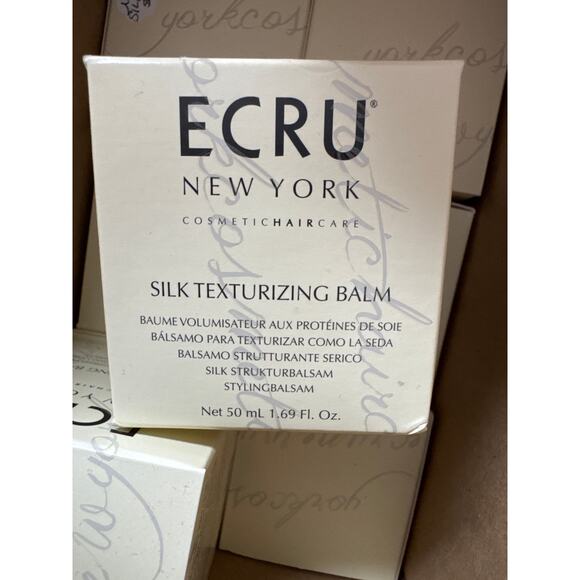 ECRU®
NEW YORK
COSMETICHAIRCARE
SILK TEXTURIZING BALM
BAUME VOLUMISATEUR AUX PROTÉINES DE SOIE
BÁLSAMO PARA TEXTURIZAR COMO LA SEDA
BALSAMO STRUTTURANTE SERICO
SILK STRUKTURBALSAM
STYLINGBALSAM
Net 50 mL 1.69 Fl. Oz.
yorkcos
yorkcos